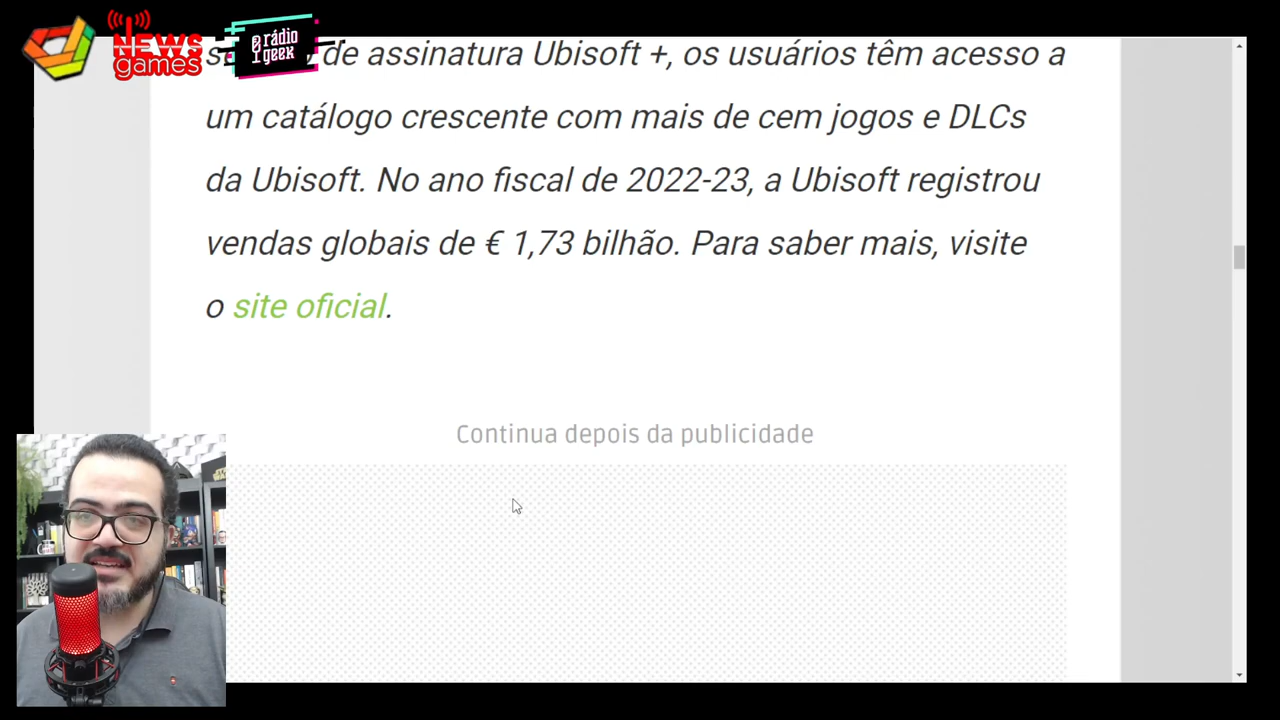 NEWS
games
rádio
geek
de assinatura Ubisoft +, os usuários têm acesso a
um catálogo crescente com mais de cem jogos e DLCs
da Ubisoft. No ano fiscal de 2022-23, a Ubisoft registrou
vendas globais de € 1,73 bilhão. Para saber mais, visite
o site oficial.
Continua depois da publicidade